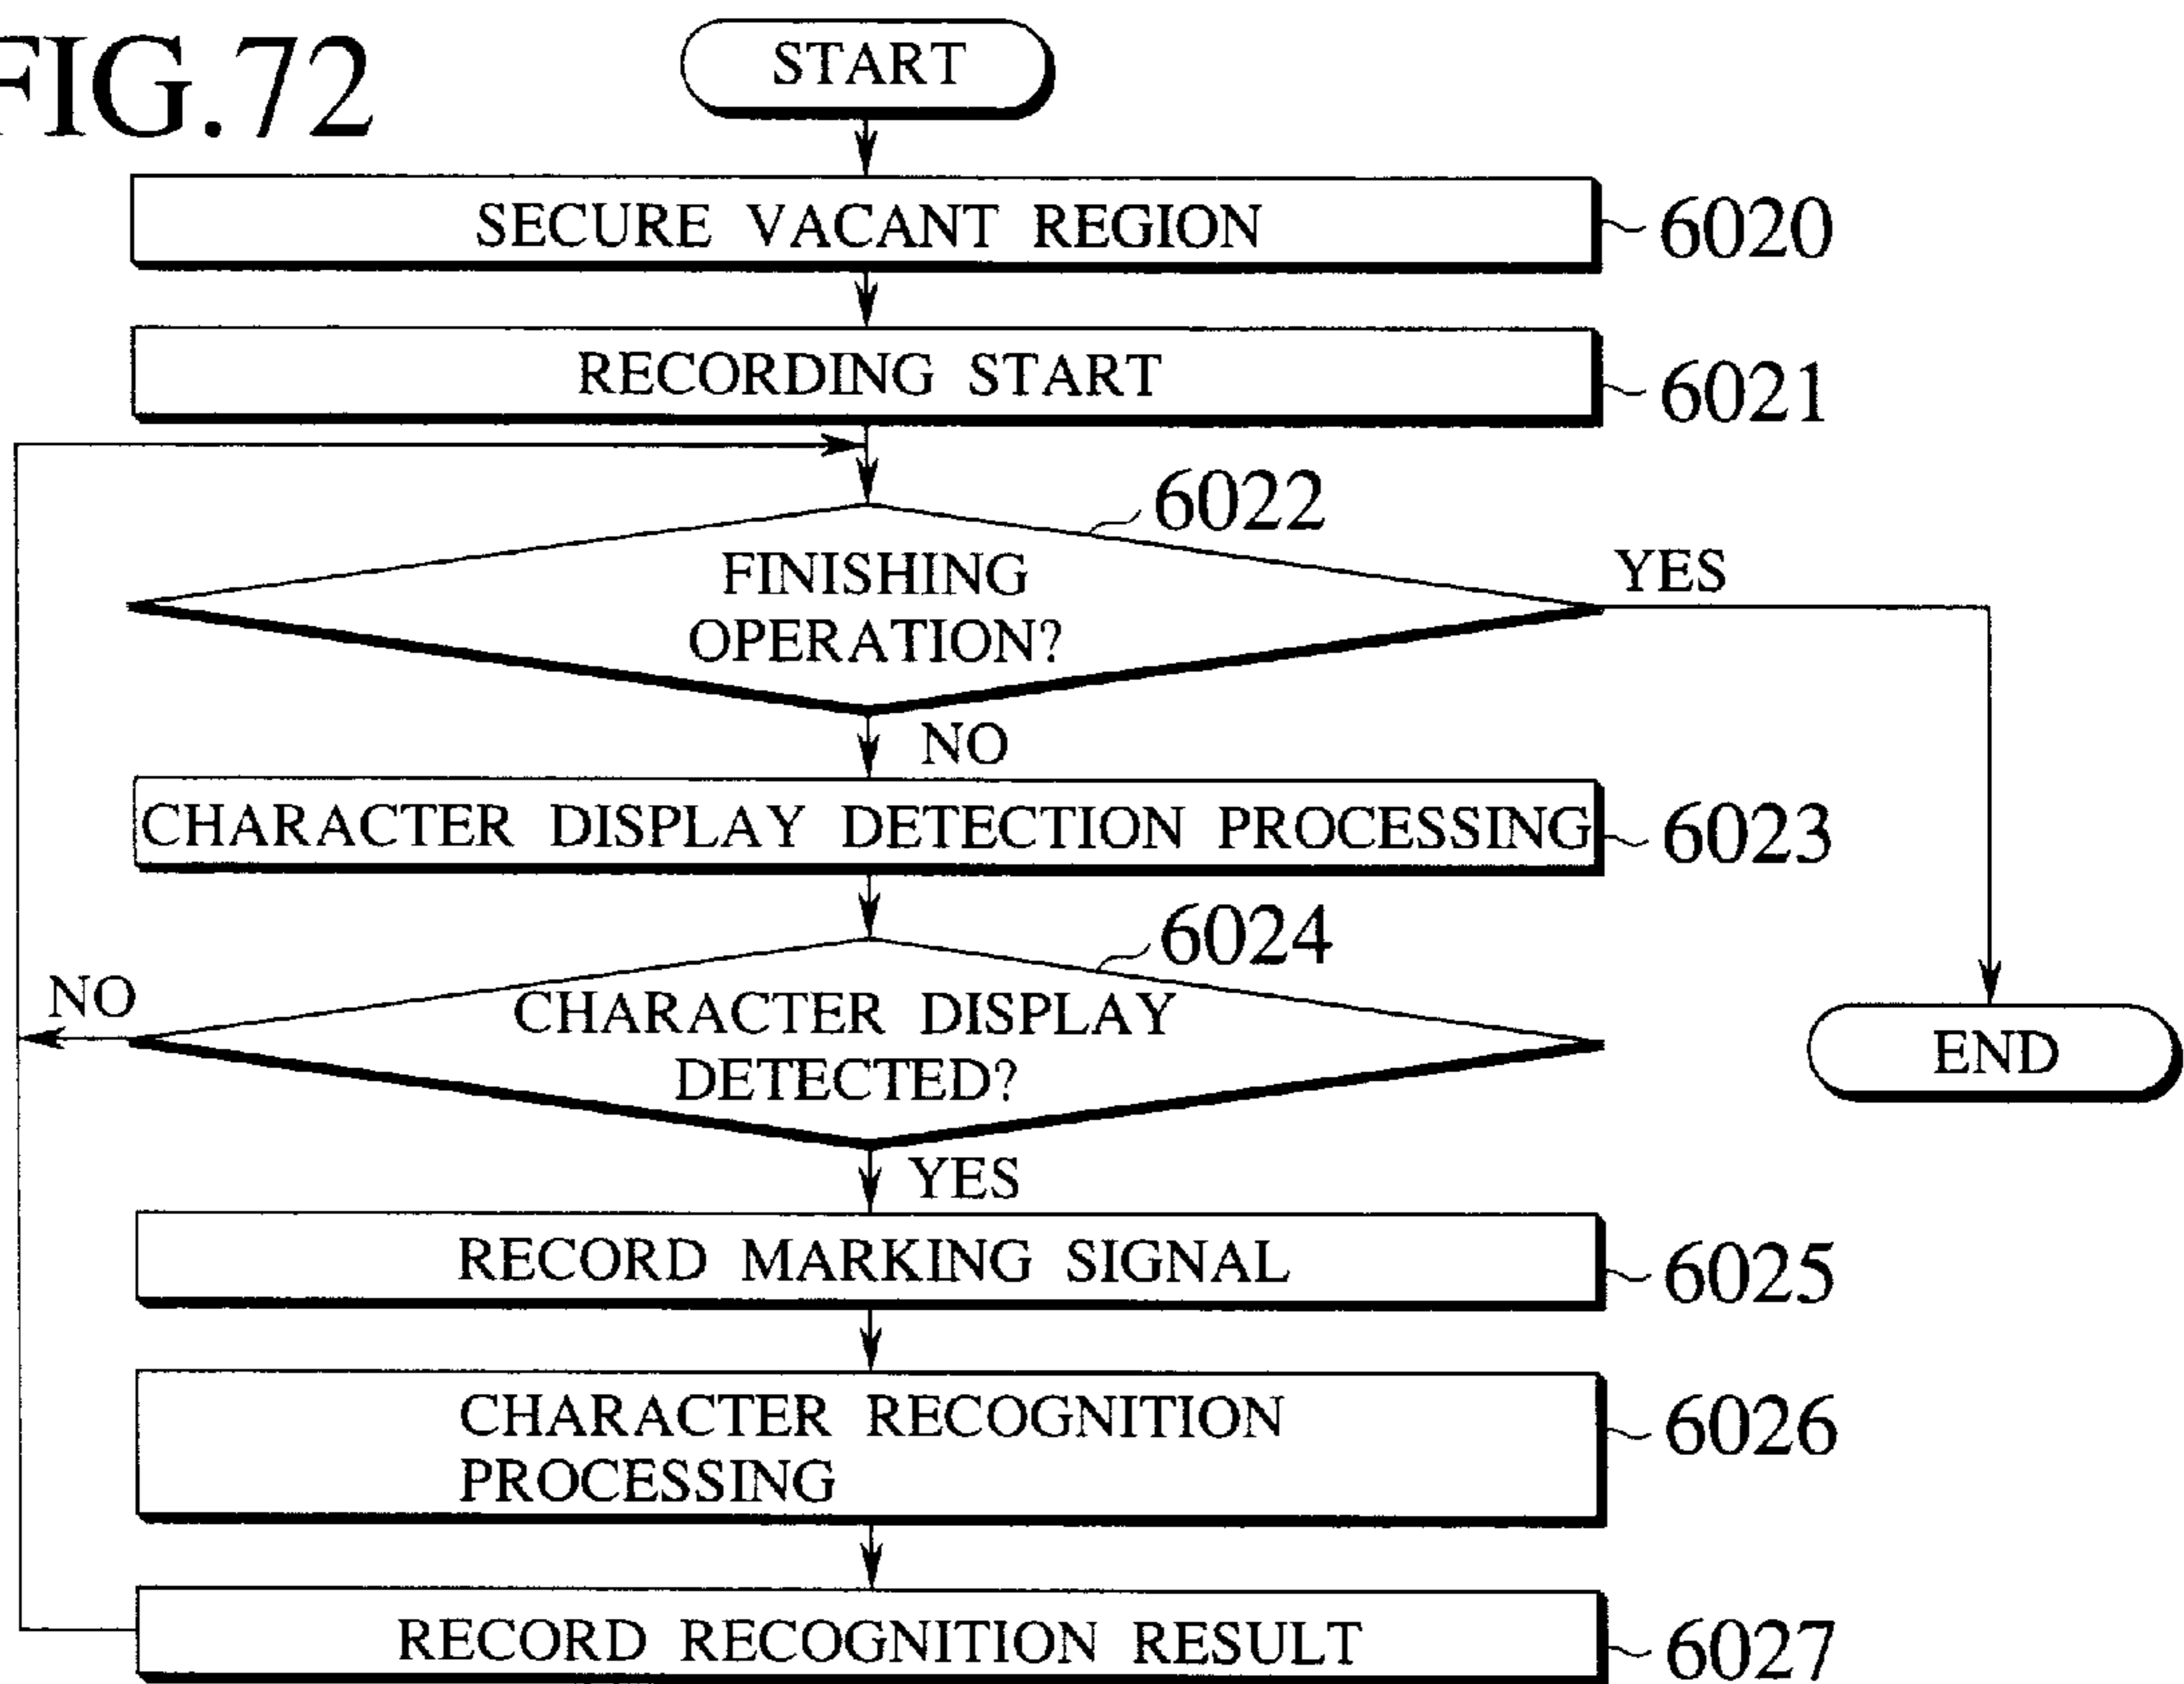 FIG.72
START
SECURE VACANT REGION
6020
RECORDING START
6021
6022
FINISHING
OPERATION?
YES
NO
CHARACTER DISPLAY DETECTION PROCESSING
6023
6024
NO
CHARACTER DISPLAY
DETECTED?
END
YES
RECORD MARKING SIGNAL
6025
CHARACTER RECOGNITION
PROCESSING
6026
RECORD RECOGNITION RESULT
6027